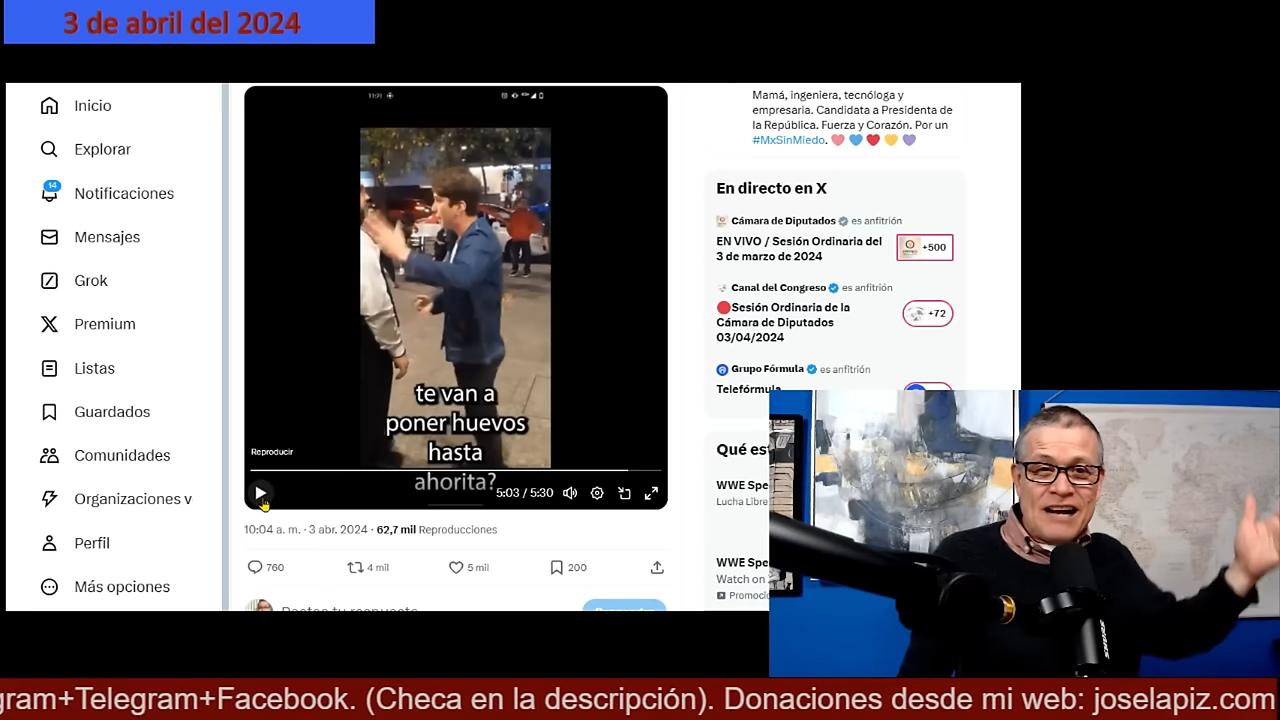 3 de abril del 2024
Inicio
Explorar
14
Notificaciones
Mensajes
Grok
Premium
Listas
Guardados
Comunidades
Organizaciones v
Perfil
Más opciones
11:21
te van a
poner huevos
hasta
ahorita?
Reproducir
5:03 / 5:30
10:04 a. m. · 3 abr. 2024 · 62,7 mil Reproducciones
760
4 mil
5 mil
200
Mamá, ingeniera, tecnóloga y
empresaria. Candidata a Presidenta de
la República. Fuerza y Corazón. Por un
#MxSinMiedo.
En directo en X
Cámara de Diputados es anfitrión
EN VIVO / Sesión Ordinaria del
3 de marzo de 2024
+500
Canal del Congreso es anfitrión
Sesión Ordinaria de la
Cámara de Diputados
03/04/2024
+72
Grupo Fórmula es anfitrión
Telefórmula
Qué est
WWE Spe
Lucha Libre
WWE Spe
Watch on
Promocio
SHURE
gram+Telegram+Facebook. (Checa en la descripción). Donaciones desde mi web: joselapiz.com